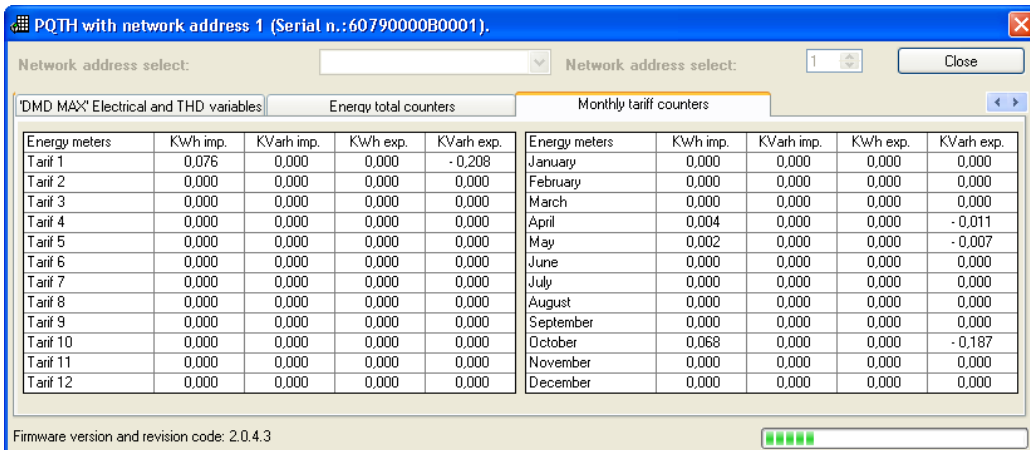 PQTH with network address 1 (Serial n.:60790000B0001).
Network address select: Network address select: 1 Close
'DMD MAX' Electrical and THD variables Energy total counters Monthly tariff counters
Energy meters KWh imp. KVarh imp. KWh exp. KVarh exp. Energy meters KWh imp. KVarh imp. KWh exp. KVarh exp.
Tarif 1 0,076 0,000 0,000 - 0,208 January 0,000 0,000 0,000 0,000
Tarif 2 0,000 0,000 0,000 0,000 February 0,000 0,000 0,000 0,000
Tarif 3 0,000 0,000 0,000 0,000 March 0,000 0,000 0,000 0,000
Tarif 4 0,000 0,000 0,000 0,000 April 0,004 0,000 0,000 - 0,011
Tarif 5 0,000 0,000 0,000 0,000 May 0,002 0,000 0,000 - 0,007
Tarif 6 0,000 0,000 0,000 0,000 June 0,000 0,000 0,000 0,000
Tarif 7 0,000 0,000 0,000 0,000 July 0,000 0,000 0,000 0,000
Tarif 8 0,000 0,000 0,000 0,000 August 0,000 0,000 0,000 0,000
Tarif 9 0,000 0,000 0,000 0,000 September 0,000 0,000 0,000 0,000
Tarif 10 0,000 0,000 0,000 0,000 October 0,068 0,000 0,000 - 0,187
Tarif 11 0,000 0,000 0,000 0,000 November 0,000 0,000 0,000 0,000
Tarif 12 0,000 0,000 0,000 0,000 December 0,000 0,000 0,000 0,000
Firmware version and revision code: 2.0.4.3